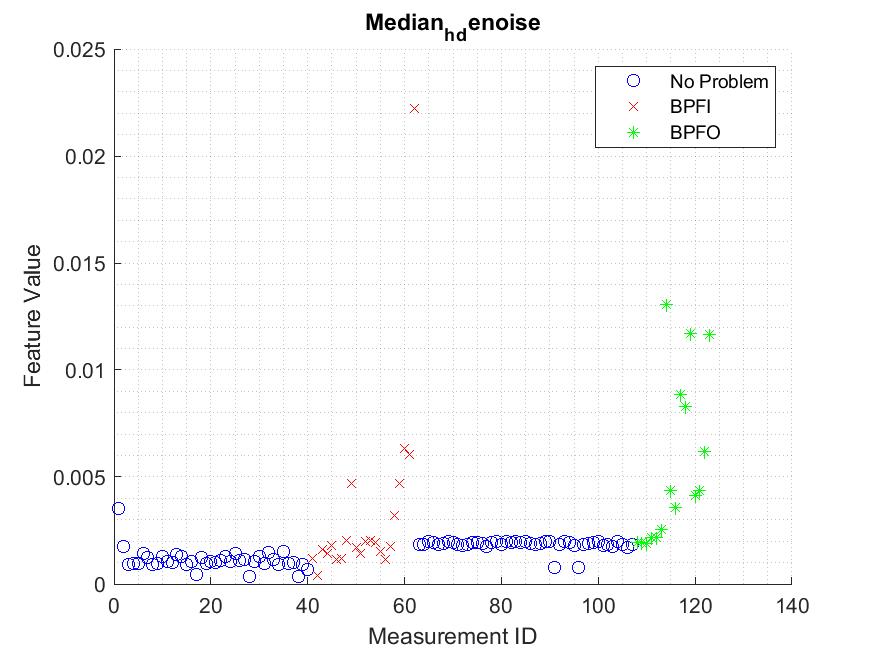 Median_hdenoise
0.025
0.02
0.015
0.01
0.005
0
Feature Value
No Problem
BPFI
BPFO
0 20 40 60 80 100 120 140
Measurement ID